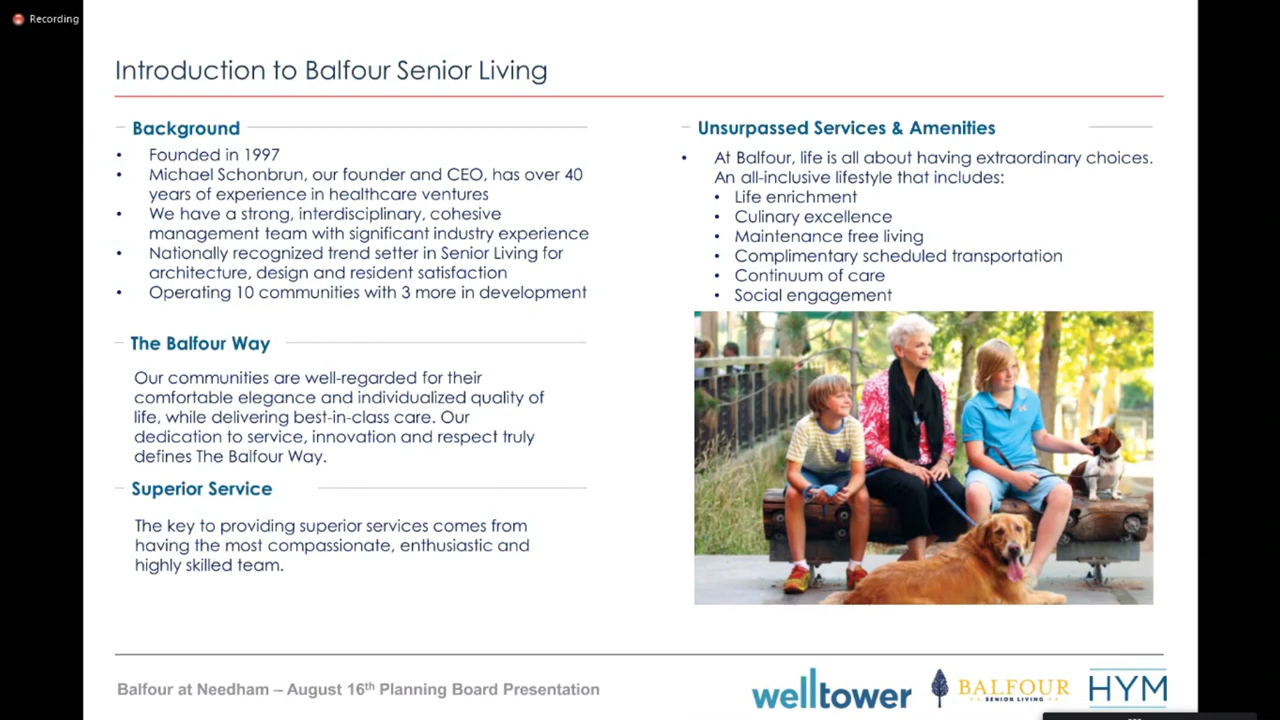 Recording
Introduction to Balfour Senior Living
Background
• Founded in 1997
• Michael Schonbrun, our founder and CEO, has over 40
years of experience in healthcare ventures
• We have a strong, interdisciplinary, cohesive
management team with significant industry experience
• Nationally recognized trend setter in Senior Living for
architecture, design and resident satisfaction
• Operating 10 communities with 3 more in development
The Balfour Way
Our communities are well-regarded for their
comfortable elegance and individualized quality of
life, while delivering best-in-class care. Our
dedication to service, innovation and respect truly
defines The Balfour Way.
Superior Service
The key to providing superior services comes from
having the most compassionate, enthusiastic and
highly skilled team.
Unsurpassed Services & Amenities
• At Balfour, life is all about having extraordinary choices.
An all-inclusive lifestyle that includes:
• Life enrichment
• Culinary excellence
• Maintenance free living
• Complimentary scheduled transportation
• Continuum of care
• Social engagement
Balfour at Needham – August 16th Planning Board Presentation
welltower
BALFOUR
SENIOR LIVING
HYM